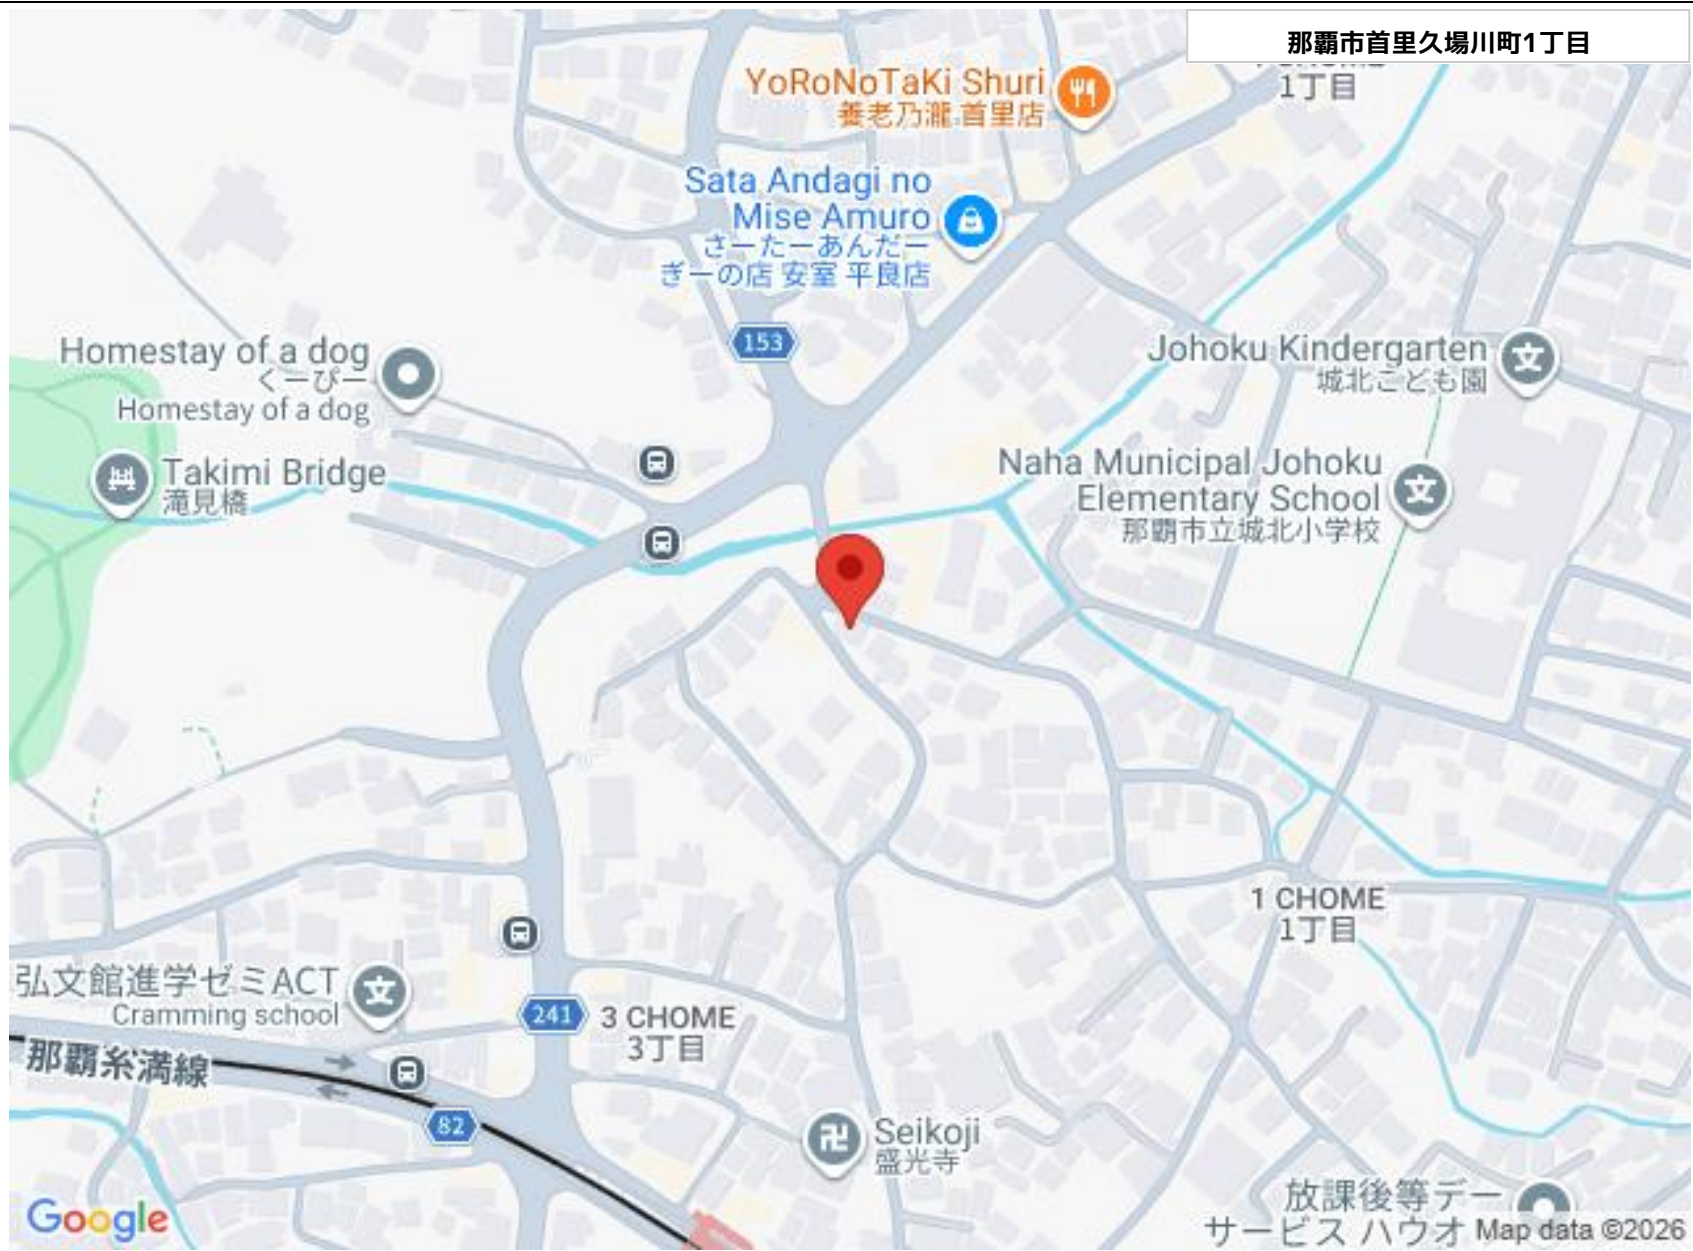 那覇市首里久場川町1丁目
1丁目
YoRoNoTaKi Shuri
養老乃瀧 首里店
Sata Andagi no
Mise Amuro
さーたーあんだー
ぎーの店 安室 平良店
153
Homestay of a dog
くーぴー
Homestay of a dog
Johoku Kindergarten
城北こども園
Takimi Bridge
滝見橋
Naha Municipal Johoku
Elementary School
那覇市立城北小学校
1 CHOME
1丁目
弘文館進学ゼミACT
Cramming school
241
3 CHOME
3丁目
那覇糸満線
82
Seikoji
盛光寺
放課後等デー
サービス ハウオ
Google
Map data ©2026